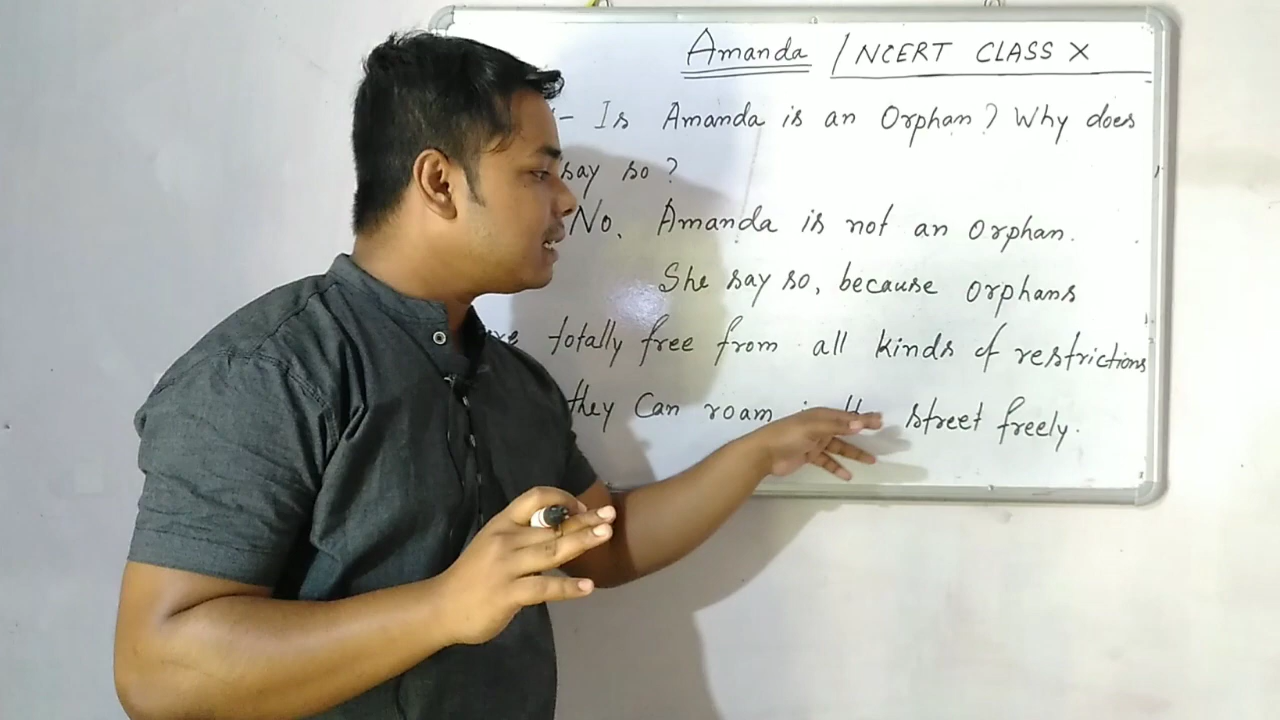 Amanda / NCERT CLASS X
- Is Amanda is an Orphan? Why does
say so?
No, Amanda is not an Orphan.
She say so, because orphans
totally free from all kinds of restrictions
they Can roam street freely.